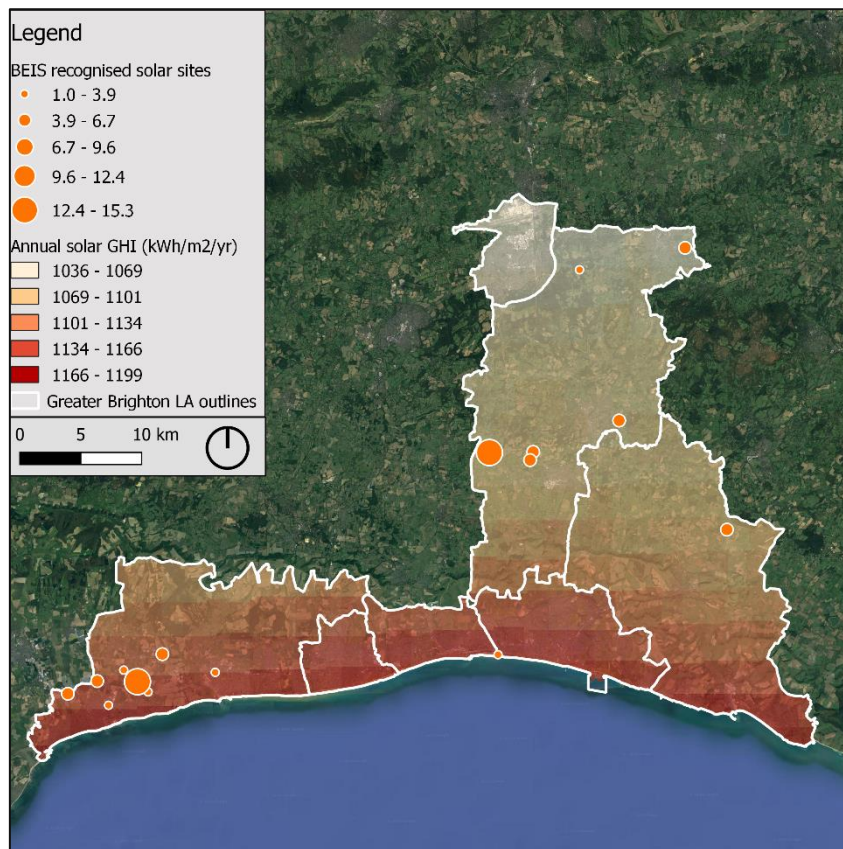 Legend
BEIS recognised solar sites
1.0 - 3.9
3.9 - 6.7
6.7 - 9.6
9.6 - 12.4
12.4 - 15.3
Annual solar GHI (kWh/m2/yr)
1036 - 1069
1069 - 1101
1101 - 1134
1134 - 1166
1166 - 1199
Greater Brighton LA outlines
0 5 10 km